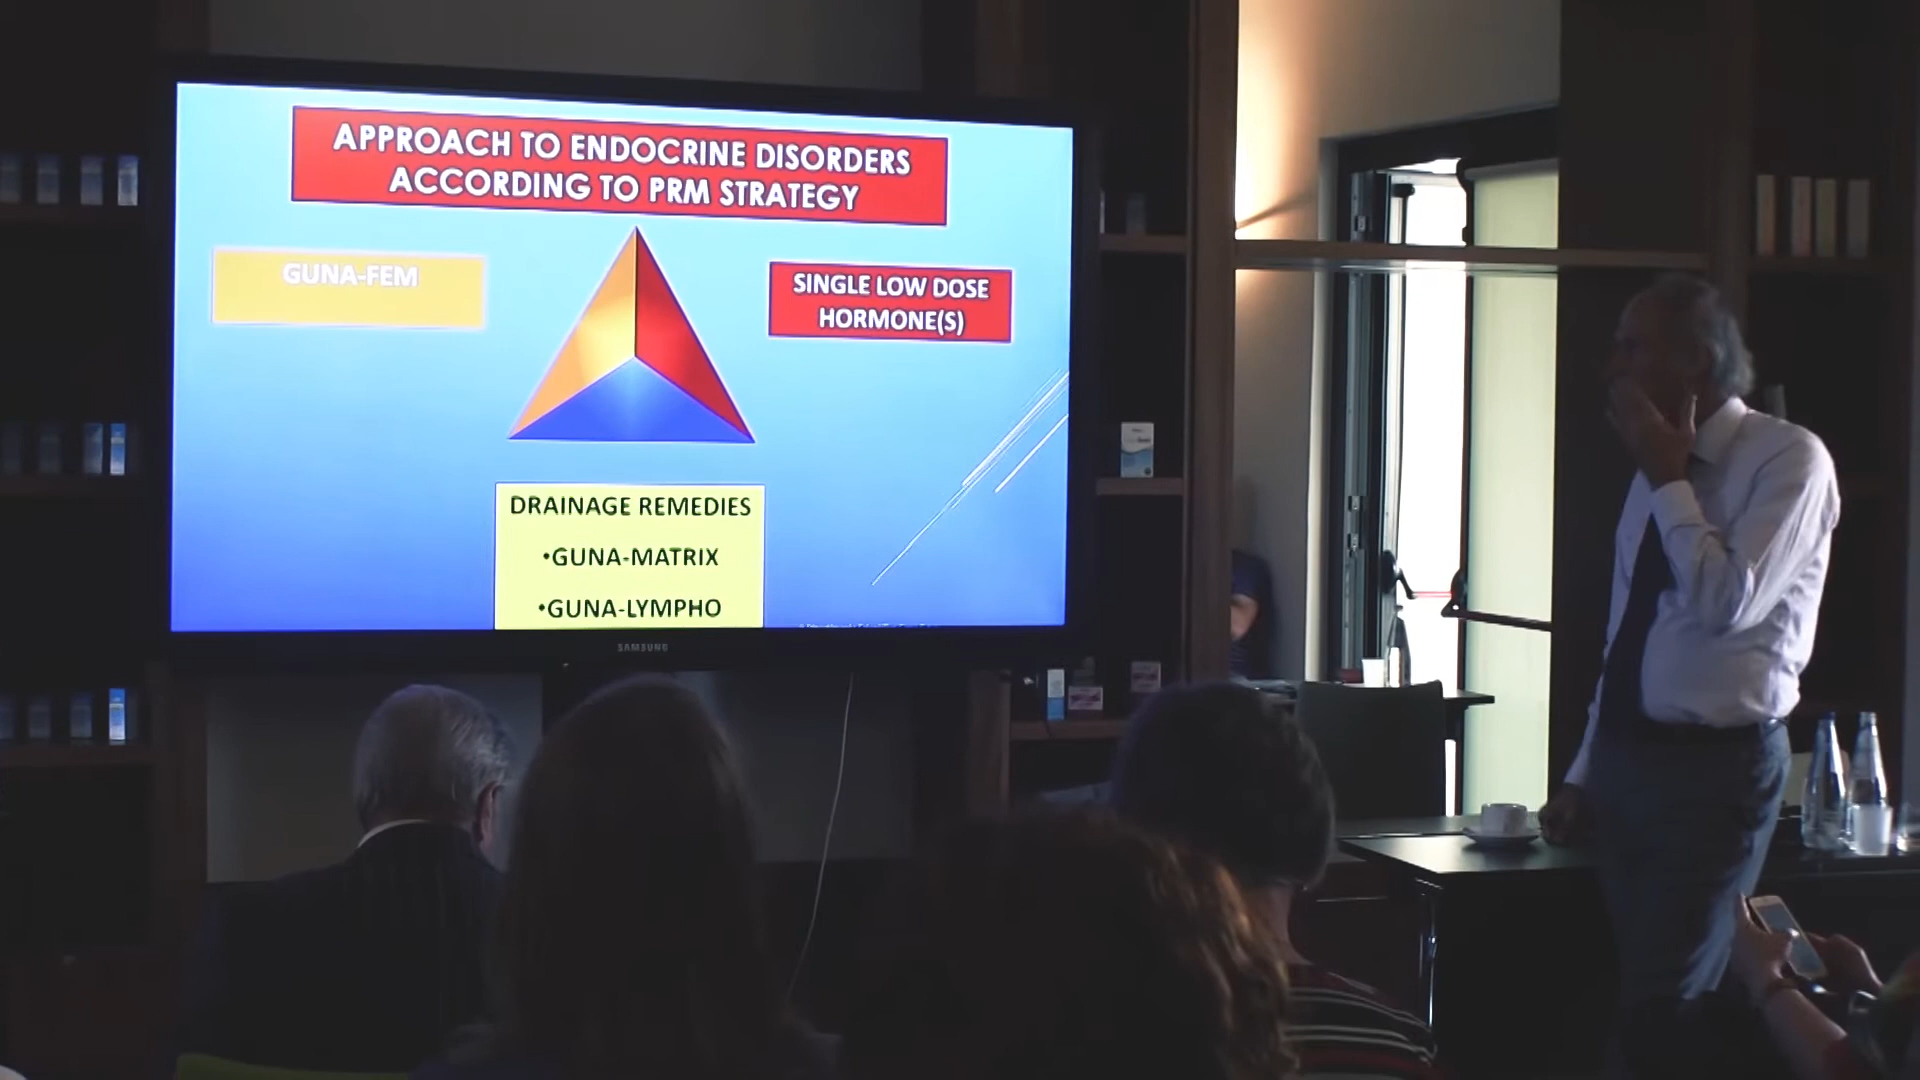 APPROACH TO ENDOCRINE DISORDERS
ACCORDING TO PRM STRATEGY
GUNA-FEM
SINGLE LOW DOSE
HORMONE(S)
DRAINAGE REMEDIES
•GUNA-MATRIX
•GUNA-LYMPHO
SAMSUNG